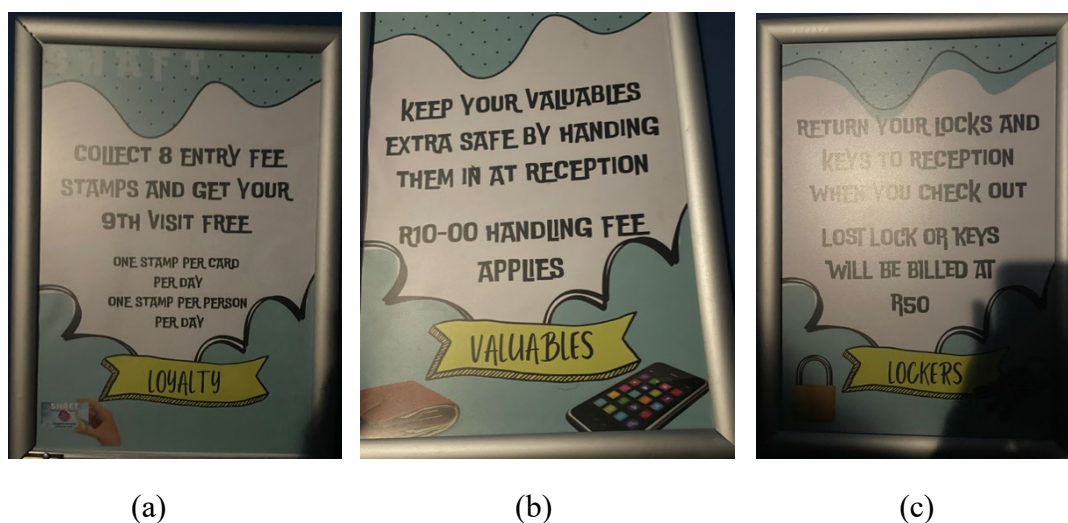 SHAFT
COLLECT 8 ENTRY FEE
STAMPS AND GET YOUR
9TH VISIT FREE
ONE STAMP PER CARD
PER DAY
ONE STAMP PER PERSON
PER DAY
LOYALTY
SHAFT
KEEP YOUR VALUABLES
EXTRA SAFE BY HANDING
THEM IN AT RECEPTION
R10-00 HANDLING FEE
APPLIES
VALUABLES
RETURN YOUR LOCKS AND
KEYS TO RECEPTION
WHEN YOU CHECK OUT
LOST LOCK OR KEYS
WILL BE BILLED AT
R50
LOCKERS
(a)
(b)
(c)